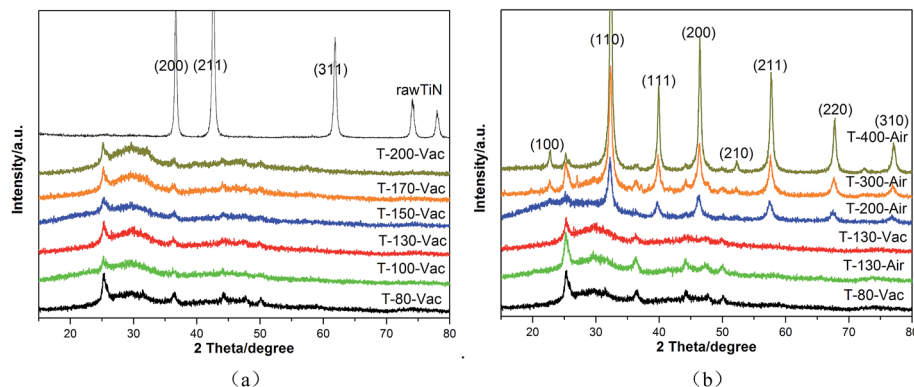 (a)
(200)
(211)
(311)
rawTiN
T-200-Vac
T-170-Vac
T-150-Vac
T-130-Vac
T-100-Vac
T-80-Vac
Intensity/a.u.
20 30 40 50 60 70 80
2 Theta/degree
(a)
(b)
(100)
(110)
(111)
(200)
(210)
(211)
(220)
(310)
T-400-Air
T-300-Air
T-200-Air
T-130-Vac
T-130-Air
T-80-Vac
Intensity/a.u.
20 30 40 50 60 70 80
2 Theta/degree
.
(b)